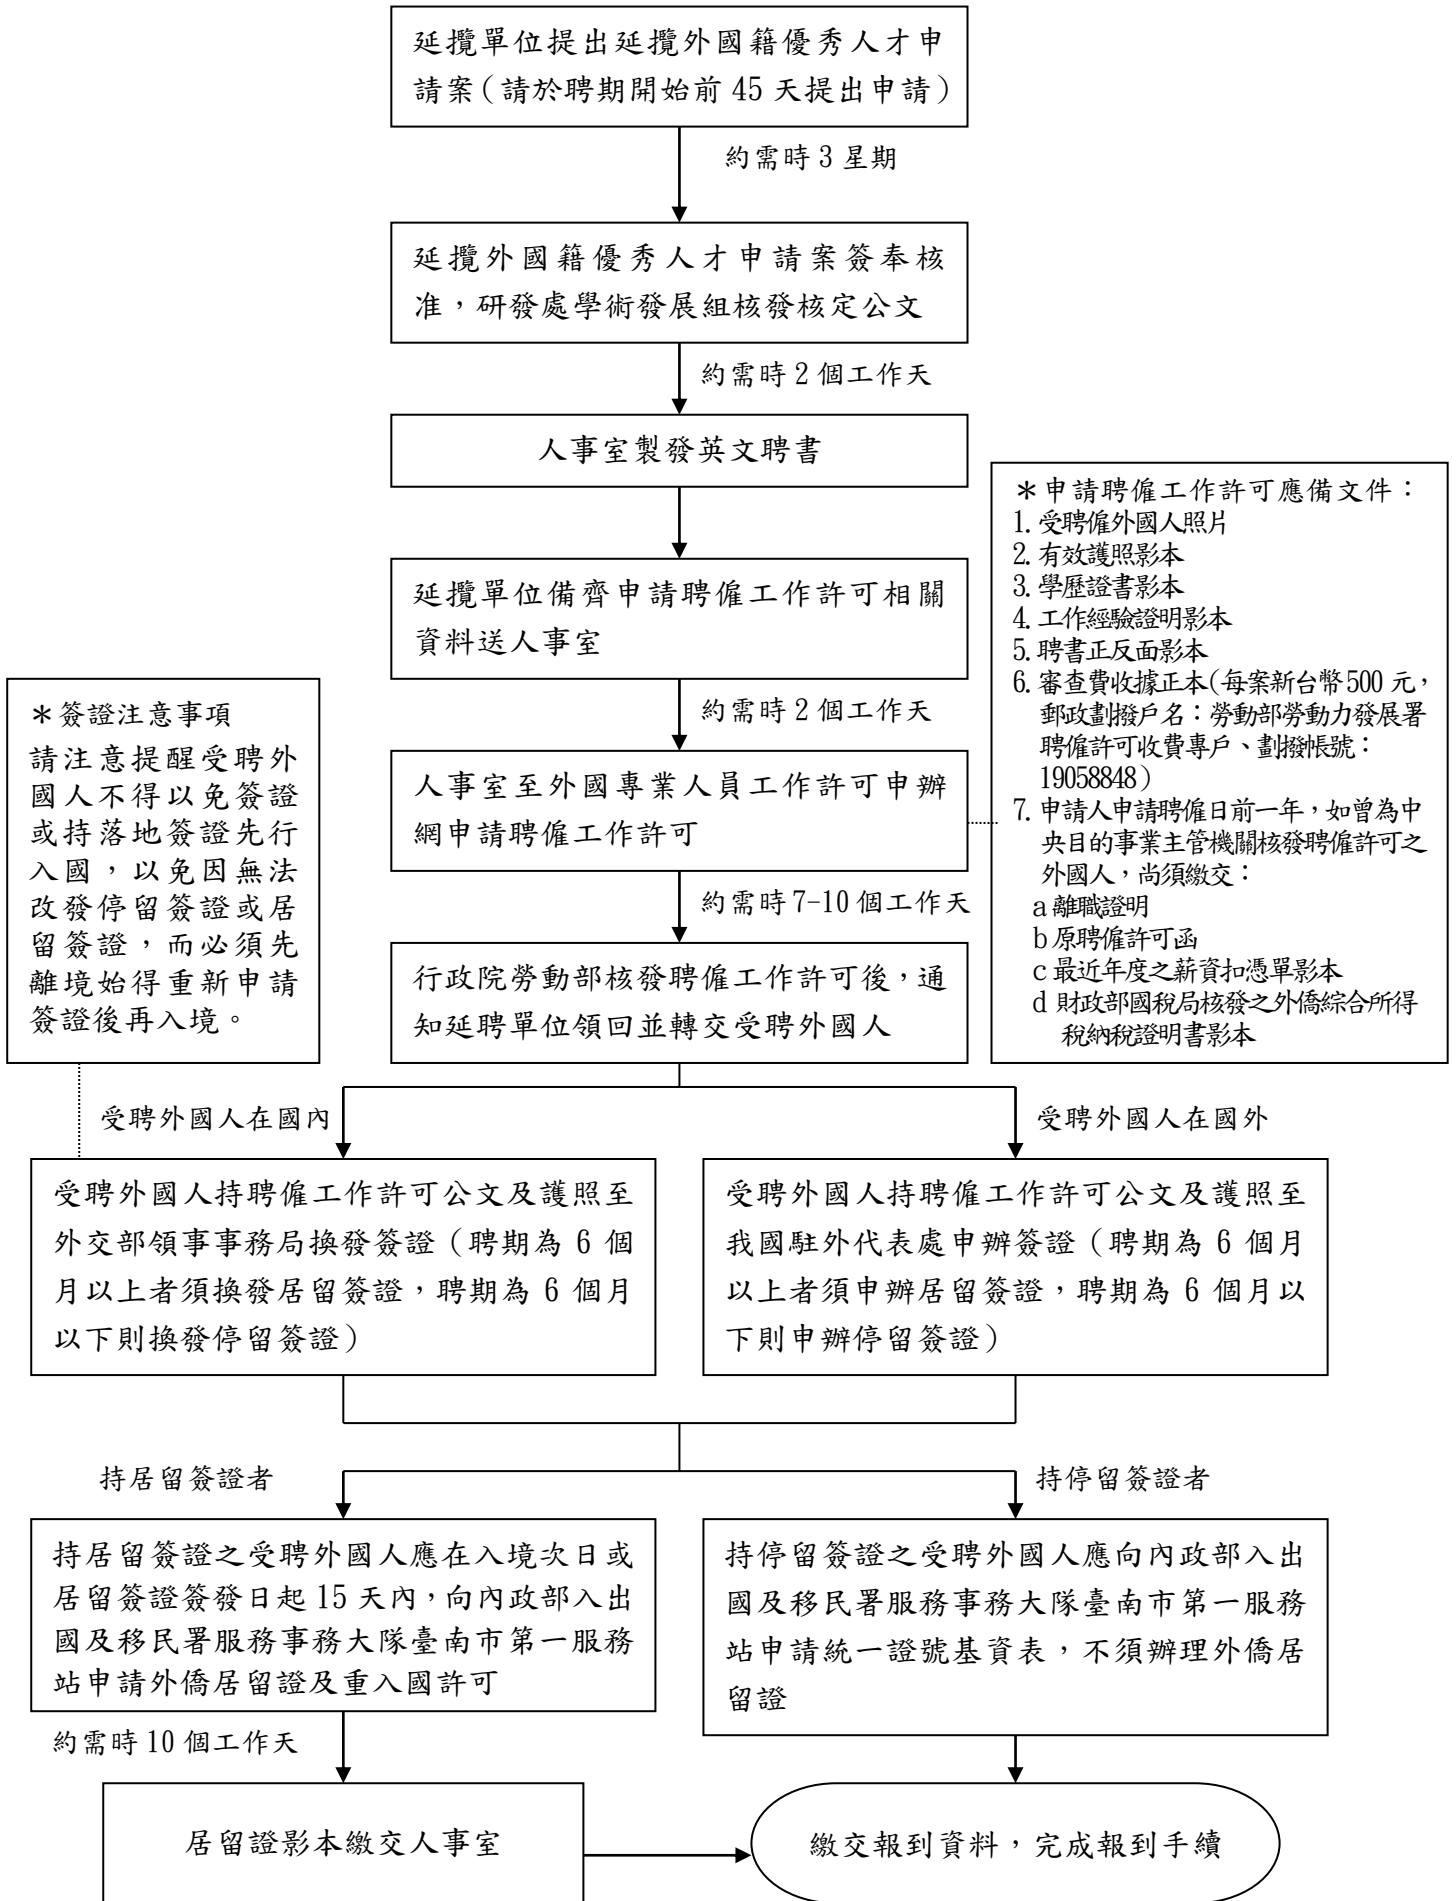 延攬單位提出延攬外國籍優秀人才申
請案(請於聘期開始前 45 天提出申請)
約需時 3 星期
延攬外國籍優秀人才申請案簽奉核
准，研發處學術發展組核發核定公文
約需時 2 個工作天
人事室製發英文聘書
延攬單位備齊申請聘僱工作許可相關
資料送人事室
約需時 2 個工作天
人事室至外國專業人員工作許可申辦
網申請聘僱工作許可
約需時 7-10 個工作天
行政院勞動部核發聘僱工作許可後，通
知延聘單位領回並轉交受聘外國人
＊申請聘僱工作許可應備文件：
1. 受聘僱外國人照片
2. 有效護照影本
3. 學歷證書影本
4. 工作經驗證明影本
5. 聘書正反面影本
6. 審查費收據正本(每案新台幣 500 元，
郵政劃撥戶名：勞動部勞動力發展署
聘僱許可收費專戶、劃撥帳號：
19058848)
7. 申請人申請聘僱日前一年，如曾為中
央目的事業主管機關核發聘僱許可之
外國人，尚須繳交：
a 離職證明
b 原聘僱許可函
c 最近年度之薪資扣憑單影本
d 財政部國稅局核發之外僑綜合所得
稅納稅證明書影本
＊簽證注意事項
請注意提醒受聘外
國人不得以免簽證
或持落地簽證先行
入國，以免因無法
改發停留簽證或居
留簽證，而必須先
離境始得重新申請
簽證後再入境。
受聘外國人在國內
受聘外國人在國外
受聘外國人持聘僱工作許可公文及護照至
外交部領事事務局換發簽證（聘期為 6 個
月以上者須換發居留簽證，聘期為 6 個月
以下則換發停留簽證）
受聘外國人持聘僱工作許可公文及護照至
我國駐外代表處申辦簽證（聘期為 6 個月
以上者須申辦居留簽證，聘期為 6 個月以
下則申辦停留簽證）
持居留簽證者
持停留簽證者
持居留簽證之受聘外國人應在入境次日或
居留簽證簽發日起 15 天內，向內政部入出
國及移民署服務事務大隊臺南市第一服務
站申請外僑居留證及重入國許可
持停留簽證之受聘外國人應向內政部入出
國及移民署服務事務大隊臺南市第一服務
站申請統一證號基資表，不須辦理外僑居
留證
約需時 10 個工作天
居留證影本繳交人事室
繳交報到資料，完成報到手續